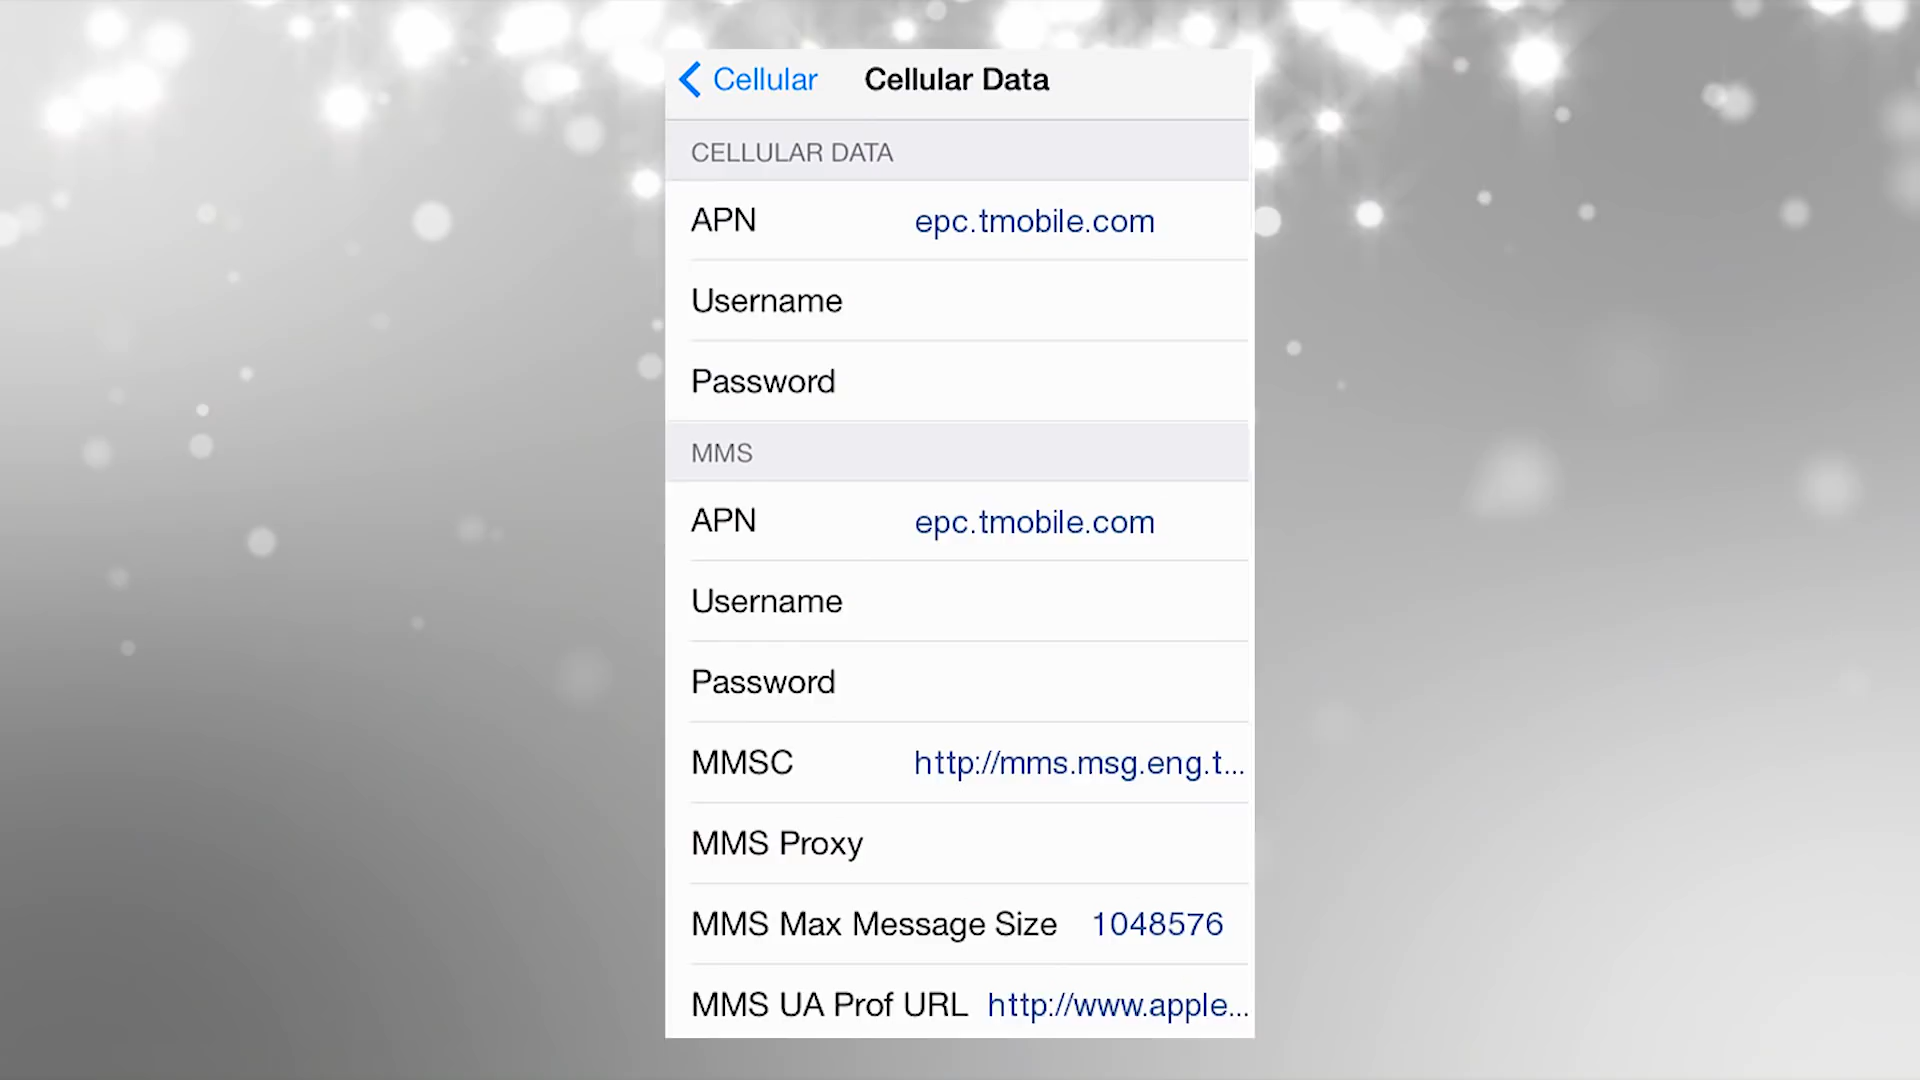 Cellular Cellular Data
CELLULAR DATA
APN epc.tmobile.com
Username
Password
MMS
APN epc.tmobile.com
Username
Password
MMSC http://mms.msg.eng.t...
MMS Proxy
MMS Max Message Size 1048576
MMS UA Prof URL http://www.apple...